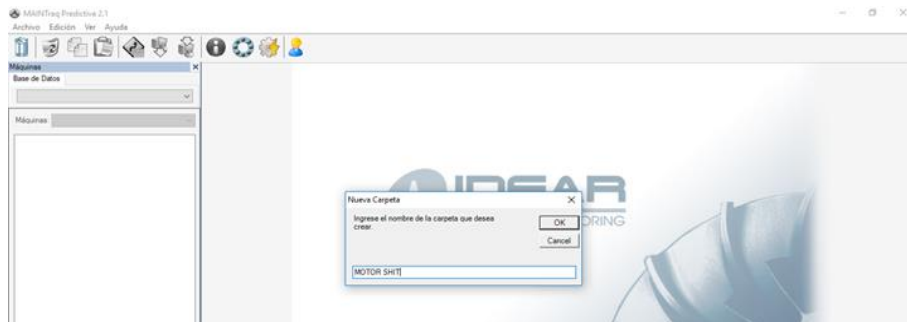 MAINTraq Predictive 2.1
Archivo Edición Ver Ayuda
Máquinas
Base de Datos
Máquinas
IDEAR
ORING
Nueva Carpeta
Ingrese el nombre de la carpeta que desea
crear.
OK
Cancel
MOTOR SHIT